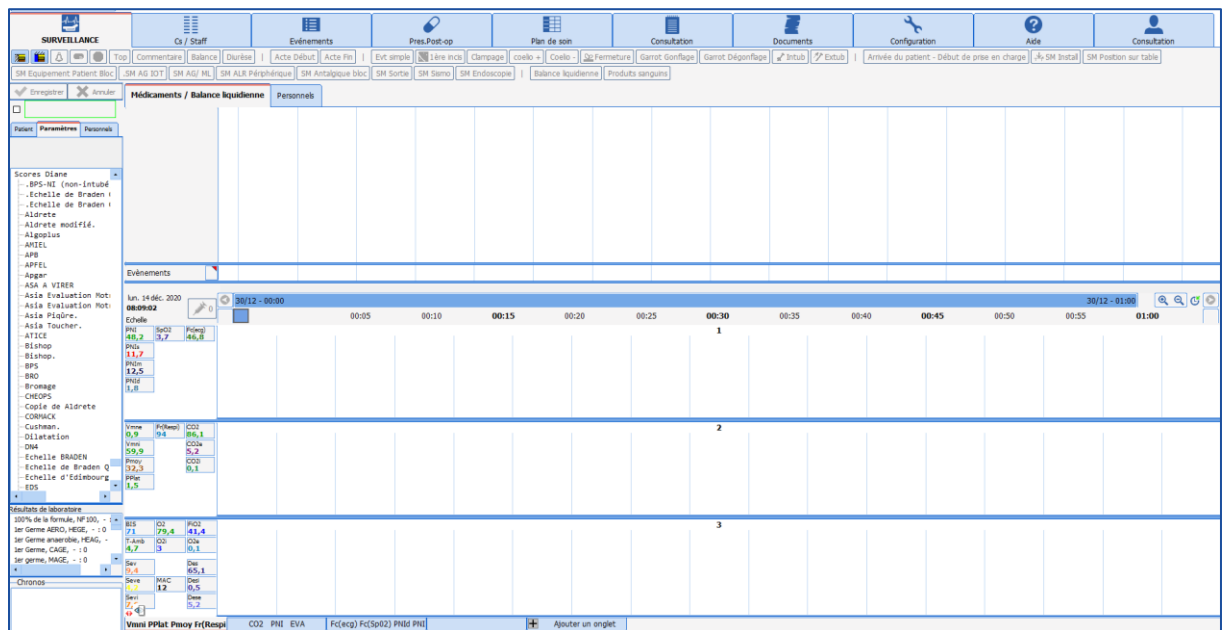 SURVEILLANCE Cs / Staff Evénements Pres.Post-op Plan de soin Consultation Documents Configuration Aide Consultation
Top Commentaire Balance Diurèse | Acte Début Acte Fin | Evt simple 1ère incis Clampage coelio + Coelio - Fermeture Garrot Gonflage Garrot Dégonflage Intub Extub | Arrivée du patient - Début de prise en charge SM Install SM Position sur table
SM Equipement Patient Bloc .SM AG IOT SM AG/ ML SM ALR Périphérique SM Antalgique bloc SM Sortie SM Sismo SM Endoscopie | Balance liquidienne Produits sanguins
Enregistrer Annuler
Médicaments / Balance liquidienne Personnels
Patient Paramètres Personnels
Scores Diane
.BPS-NI (non-intubé
.Echelle de Braden (
.Echelle de Braden (
Aldrete
Aldrete modifié.
Algoplus
AMIEL
APB
APFEL
Apgar
ASA A VIRER
Asia Evaluation Mot
Asia Evaluation Mot
Asia Piqûre.
Asia Toucher.
ATICE
Bishop
Bishop.
BPS
BRO
Bromage
CHEOPS
Copie de Aldrete
CORMACK
Cushman.
Dilatation
DN4
Echelle BRADEN
Echelle de Braden Q
Echelle d'Edimbourg
EDS
Résultats de laboratoire
100% de la formule, NF100, - :
1er Germe AERO, HEGE, - : 0
1er Germe anaerobie, HEAG, -
1er Germe, CAGE, - : 0
1er germe, MAGE, - : 0
Chronos
Evènements
lun. 14 déc. 2020
08:09:02
0
Echelle
30/12 - 00:00 30/12 - 01:00
00:05 00:10 00:15 00:20 00:25 00:30 00:35 00:40 00:45 00:50 00:55 01:00
1
PNI SpO2 Fc(ecg)
48,2 3,7 46,8
PNIs
11,7
PNIm
12,5
PNId
1,8
2
Vmne Fr(Resp) CO2
0,9 94 86,1
Vmni CO2e
59,9 5,2
Pmoy CO2i
32,3 0,1
PPlat
1,5
3
BIS O2 FiO2
71 79,4 41,4
T-Amb O2i O2e
4,7 3 0,1
Sev Des
9,4 65,1
Seve MAC Desi
12 0,5
Sevi Dese
5,2
Vmni PPlat Pmoy Fr(Respi CO2 PNI EVA Fc(ecg) Fc(Sp02) PNId PNI Ajouter un onglet